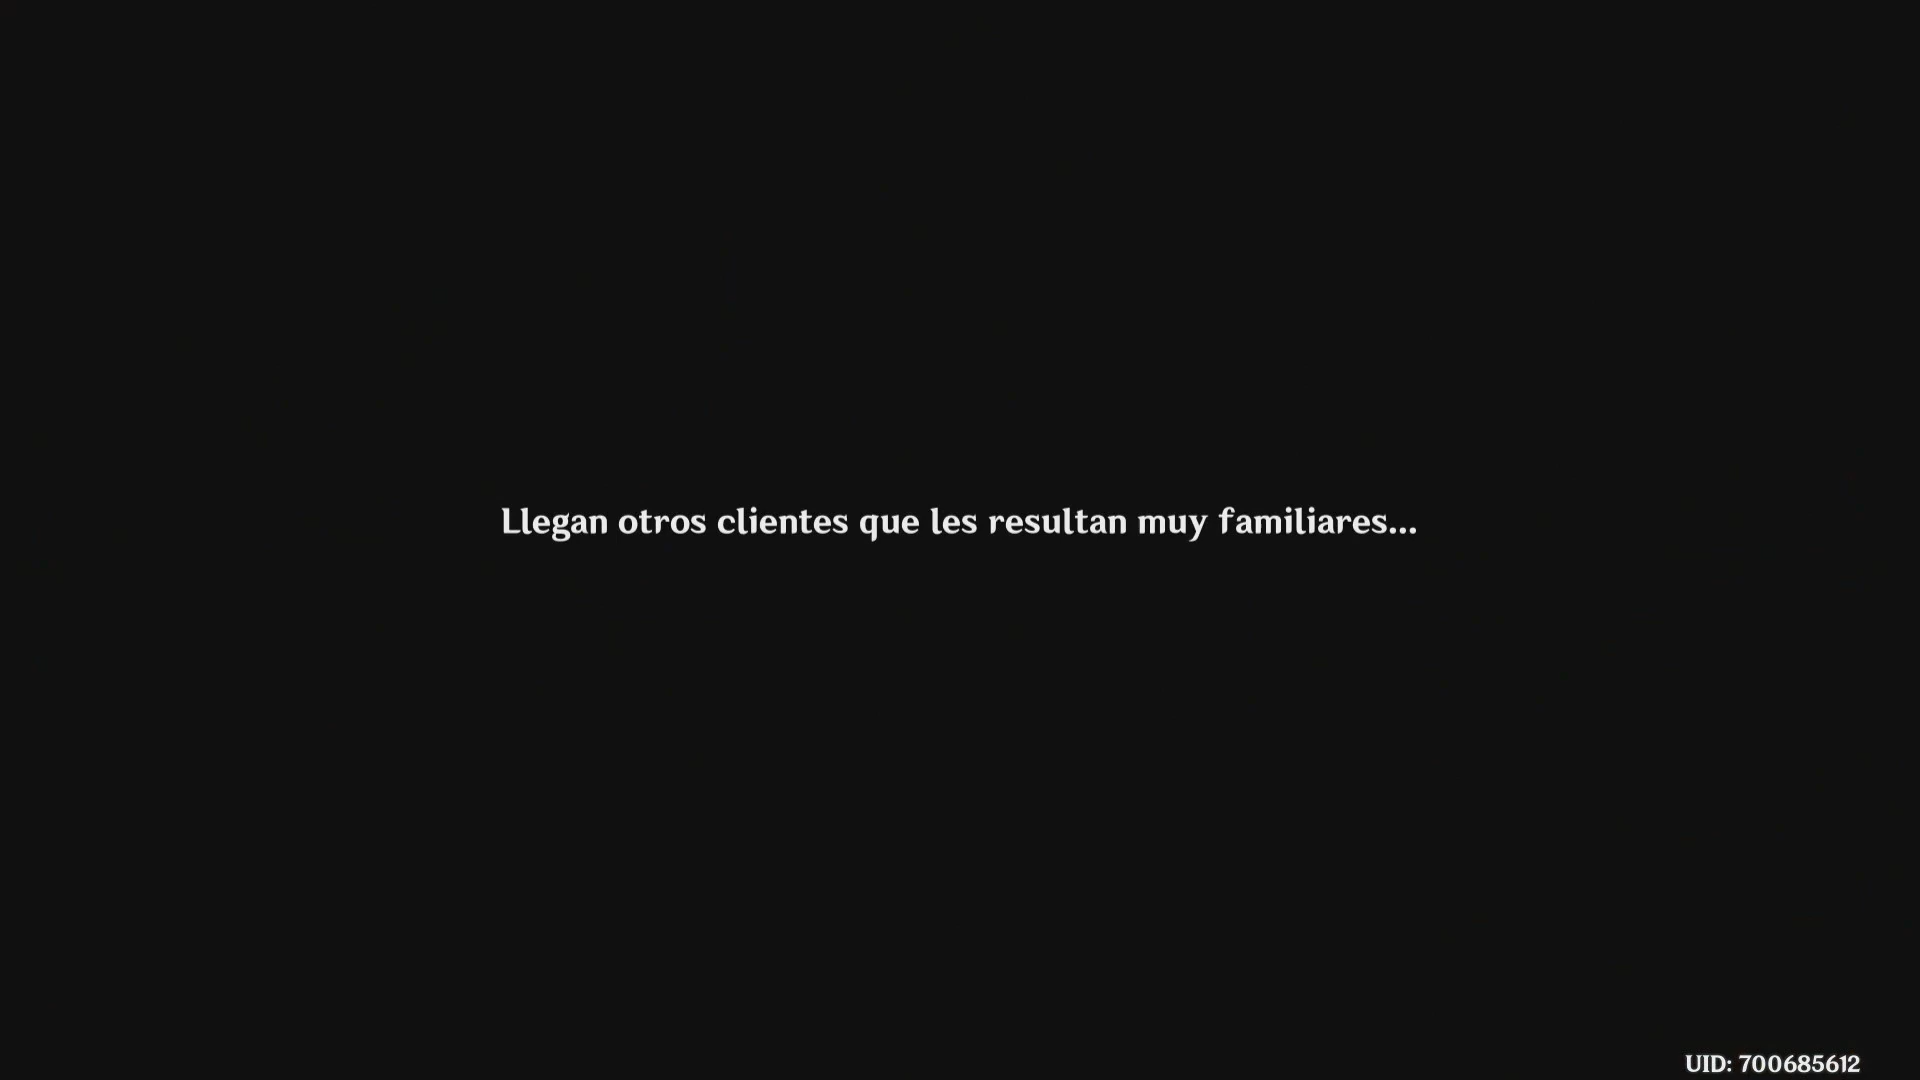 Llegan otros clientes que les resultan muy familiares...
UID: 700685612